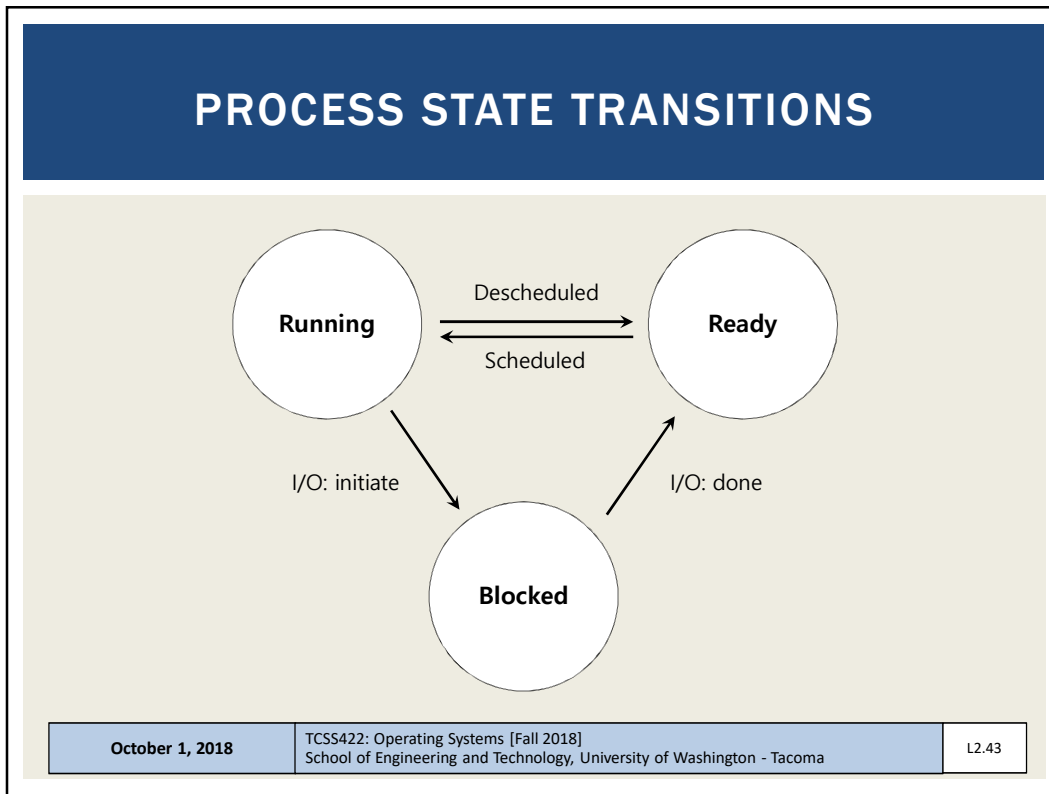 PROCESS STATE TRANSITIONS
Descheduled
Running
Ready
Scheduled
I/O: initiate
I/O: done
Blocked
October 1, 2018
TCSS422: Operating Systems [Fall 2018]
School of Engineering and Technology, University of Washington - Tacoma
L2.43